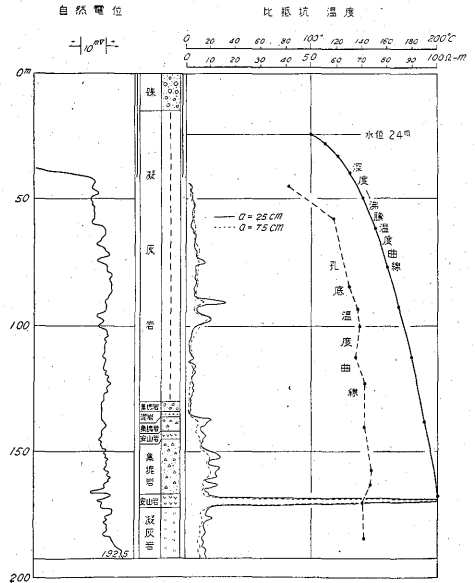 自然電位
比抵抗 温度
10mV
0 20 40 60 80 100° 120 140 160 180 200℃
0 10 20 30 40 50 60 70 80 90 100Ω-m
0m
50
100
150
200
礫
凝灰岩
集塊岩
泥岩
集塊岩
安山岩
集塊岩
安山岩
凝灰岩
192.5
水位 24m
深度沸騰温度曲線
a = 25 cm
a = 75 cm
孔底温度曲線